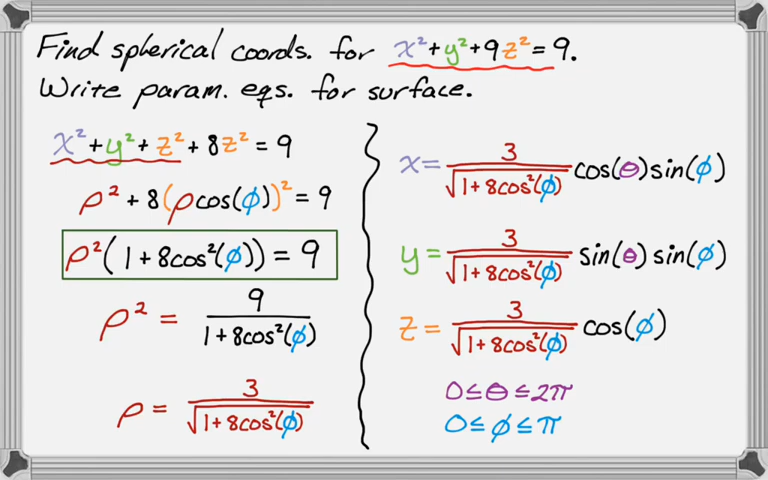 Find spherical coords. for x²+y²+9z²=9.
Write param. eqs. for surface.
x²+y²+z²+8z²=9
ρ²+8(ρcos(φ))²=9
ρ²(1+8cos²(φ))=9
ρ² = 9/(1+8cos²(φ))
ρ = 3/√(1+8cos²(φ))
x = 3/√(1+8cos²(φ)) cos(θ)sin(φ)
y = 3/√(1+8cos²(φ)) sin(θ)sin(φ)
z = 3/√(1+8cos²(φ)) cos(φ)
0≤θ≤2π
0≤φ≤π